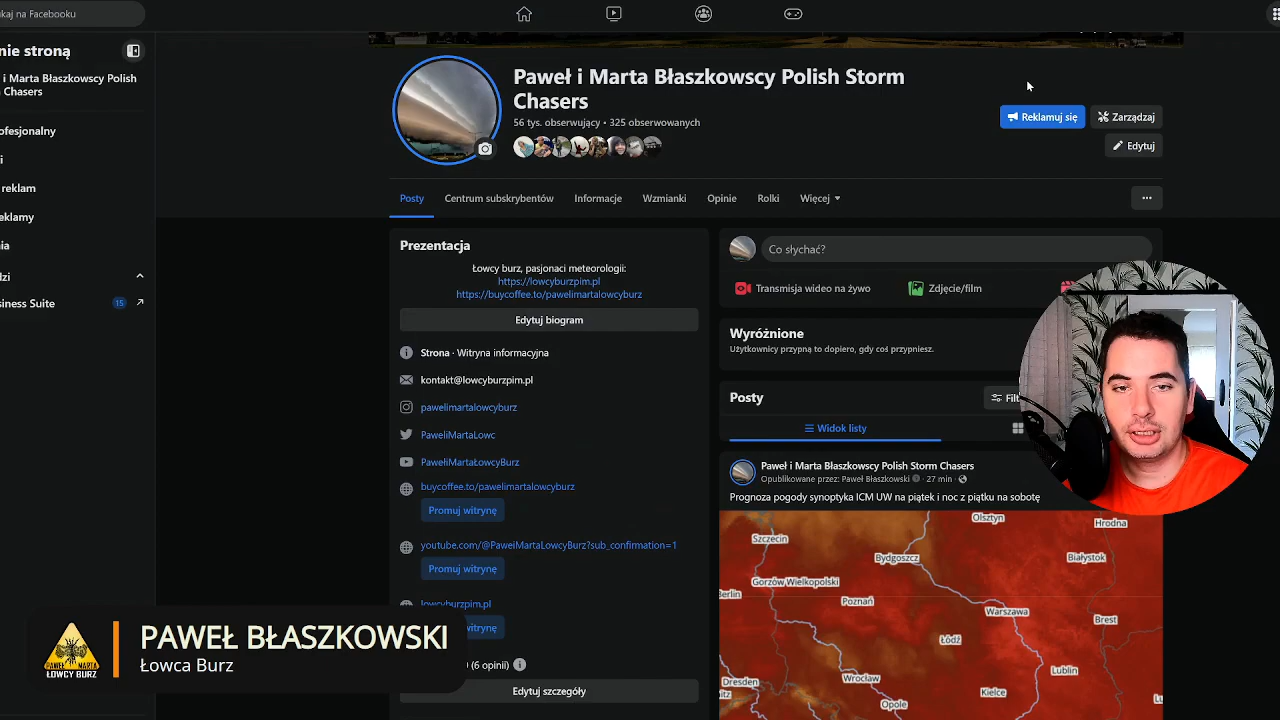 kaj na Facebooku
nie stroną
i Marta Błaszkowscy Polish
Chasers
ofesjonalny
i
reklam
eklamy
nia
dzi
siness Suite
15
Paweł i Marta Błaszkowscy Polish Storm
Chasers
56 tys. obserwujący • 325 obserwowanych
Reklamuj się
Zarządzaj
Edytuj
Posty
Centrum subskrybentów
Informacje
Wzmianki
Opinie
Rolki
Więcej
Prezentacja
Łowcy burz, pasjonaci meteorologii:
https://lowcyburzpim.pl
https://buycoffee.to/pawelimartalowcyburz
Edytuj biogram
Strona · Witryna informacyjna
kontakt@lowcyburzpim.pl
pawelimartalowcyburz
PaweliMartaLowc
PawełiMartaŁowcyBurz
buycoffee.to/pawelimartalowcyburz
Promuj witrynę
youtube.com/@PawelMartaLowcyBurz?sub_confirmation=1
Promuj witrynę
lowcyburzpim.pl
witrynę
(6 opinii)
Edytuj szczegóły
Co słychać?
Transmisja wideo na żywo
Zdjęcie/film
Wyróżnione
Użytkownicy przypną to dopiero, gdy coś przypniesz.
Posty
Filt
Widok listy
Paweł i Marta Błaszkowscy Polish Storm Chasers
Opublikowane przez: Paweł Błaszkowski · 27 min ·
Prognoza pogody synoptyka ICM UW na piątek i noc z piątku na sobotę
Szczecin
Olsztyn
Hrodna
Bydgoszcz
Białystok
Gorzów Wielkopolski
Berlin
Poznań
Warszawa
Brest
Łódź
Lublin
Dresden
Wrocław
Kielce
Opole
PAWEŁ MARTA
ŁOWCY BURZ
PAWEŁ BŁASZKOWSKI
Łowca Burz